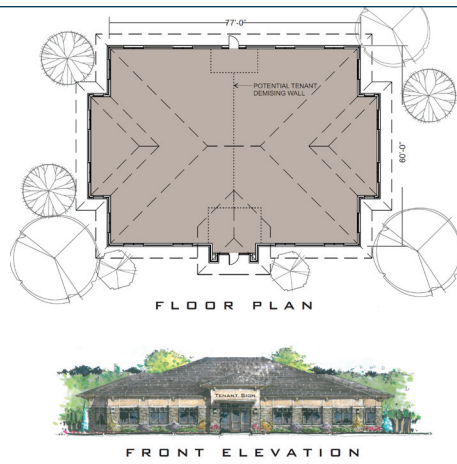 77'-0"
POTENTIAL TENANT
DEMISING WALL
60'-0"
FLOOR PLAN
TENANT SIGN
FRONT ELEVATION